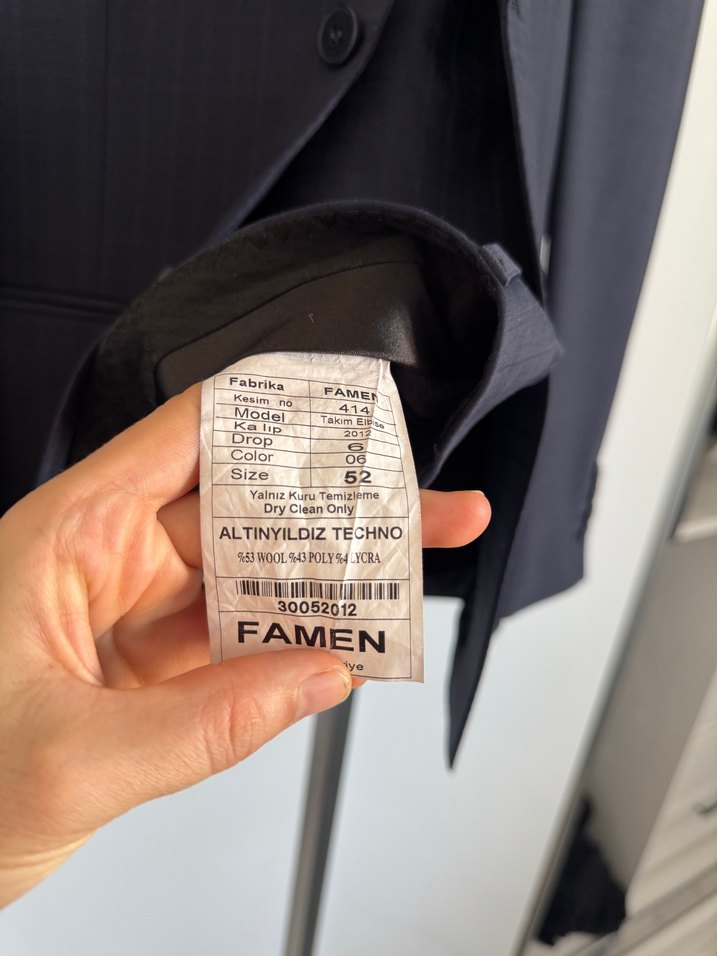 Fabrika FAMEN
Kesim no 414
Model Takım Elbise
Kalıp 2012
Drop 6
Color 06
Size 52
Yalnız Kuru Temizleme
Dry Clean Only
ALTINYILDIZ TECHNO
%53 WOOL %43 POLY %4 LYCRA
30052012
FAMEN